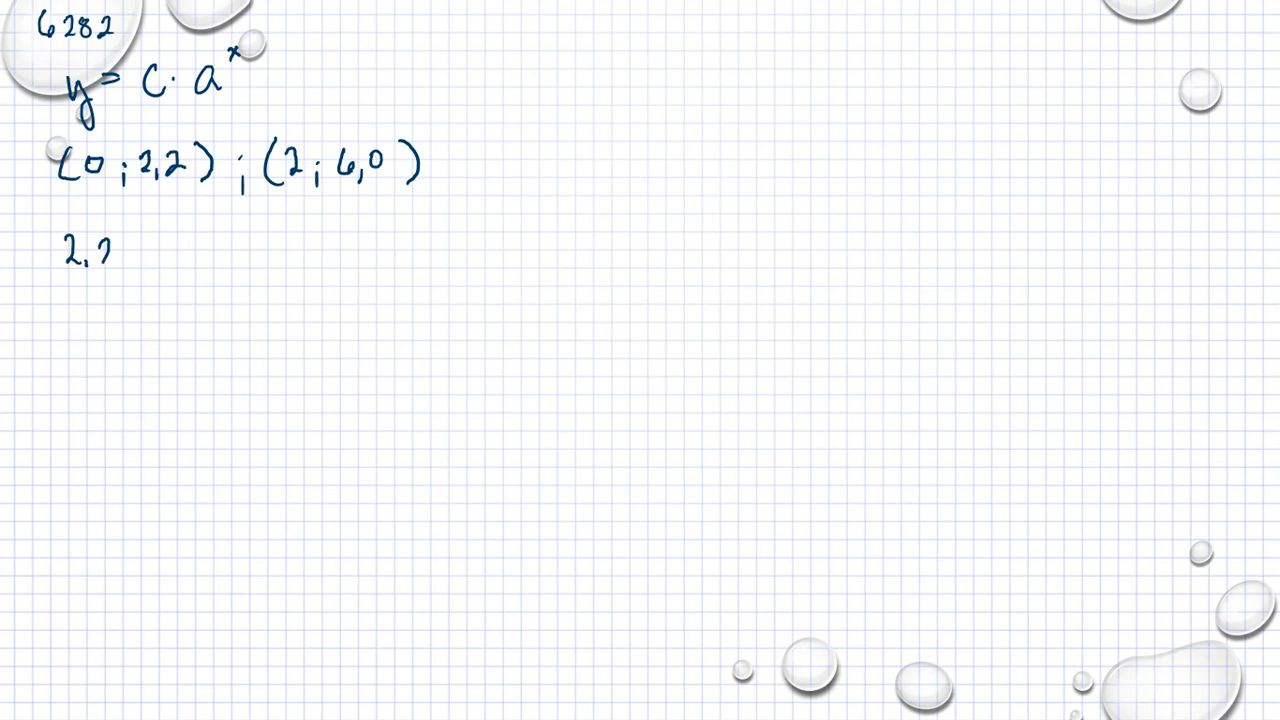 6282
y = C · a^x
(0 ; 2,2) ; (2 ; 6,0)
2,2